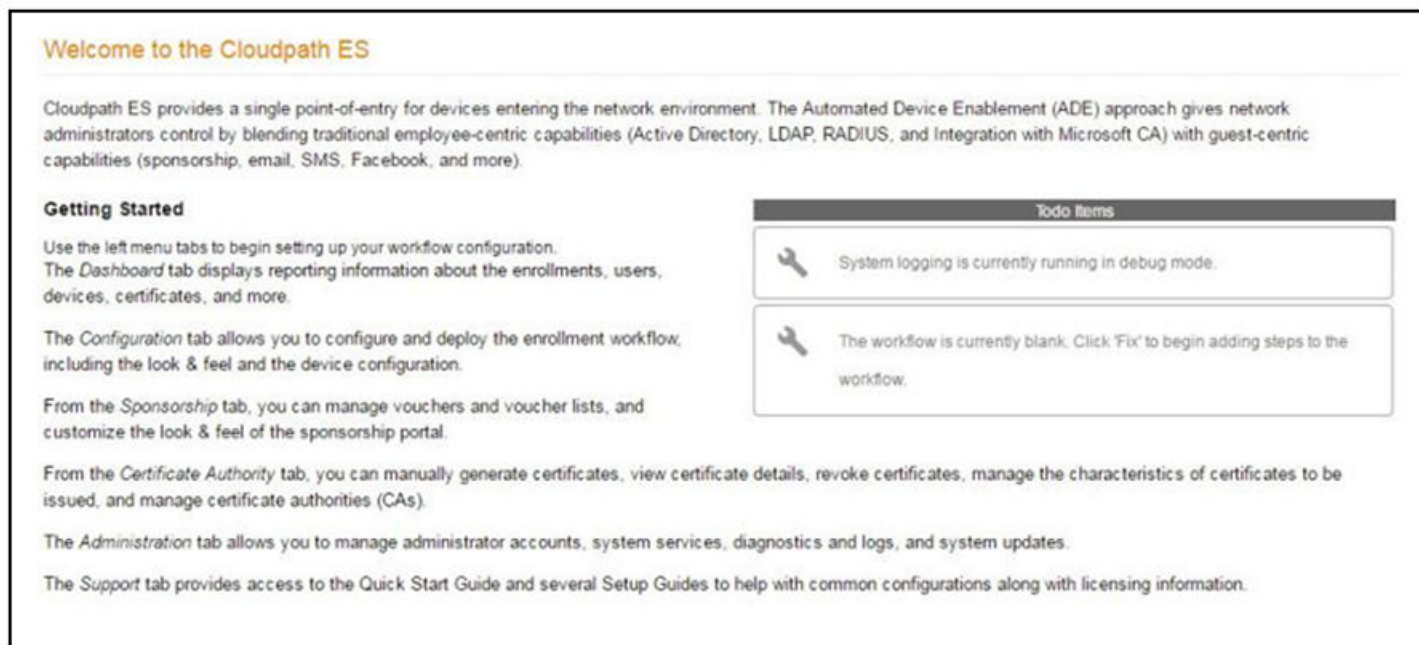 Welcome to the Cloudpath ES
Cloudpath ES provides a single point-of-entry for devices entering the network environment. The Automated Device Enablement (ADE) approach gives network
administrators control by blending traditional employee-centric capabilities (Active Directory, LDAP, RADIUS, and Integration with Microsoft CA) with guest-centric
capabilities (sponsorship, email, SMS, Facebook, and more).
Getting Started
Use the left menu tabs to begin setting up your workflow configuration.
The Dashboard tab displays reporting information about the enrollments, users,
devices, certificates, and more.
The Configuration tab allows you to configure and deploy the enrollment workflow,
including the look & feel and the device configuration.
From the Sponsorship tab, you can manage vouchers and voucher lists, and
customize the look & feel of the sponsorship portal.
Todo Items
System logging is currently running in debug mode.
The workflow is currently blank. Click 'Fix' to begin adding steps to the
workflow.
From the Certificate Authority tab, you can manually generate certificates, view certificate details, revoke certificates, manage the characteristics of certificates to be
issued, and manage certificate authorities (CAs).
The Administration tab allows you to manage administrator accounts, system services, diagnostics and logs, and system updates.
The Support tab provides access to the Quick Start Guide and several Setup Guides to help with common configurations along with licensing information.